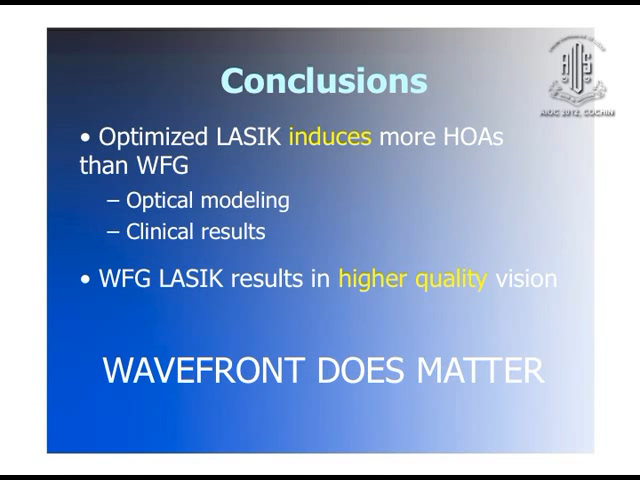 AIOS
AIOC 2012, COCHIN
Conclusions
• Optimized LASIK induces more HOAs
than WFG
– Optical modeling
– Clinical results
• WFG LASIK results in higher quality vision
WAVEFRONT DOES MATTER